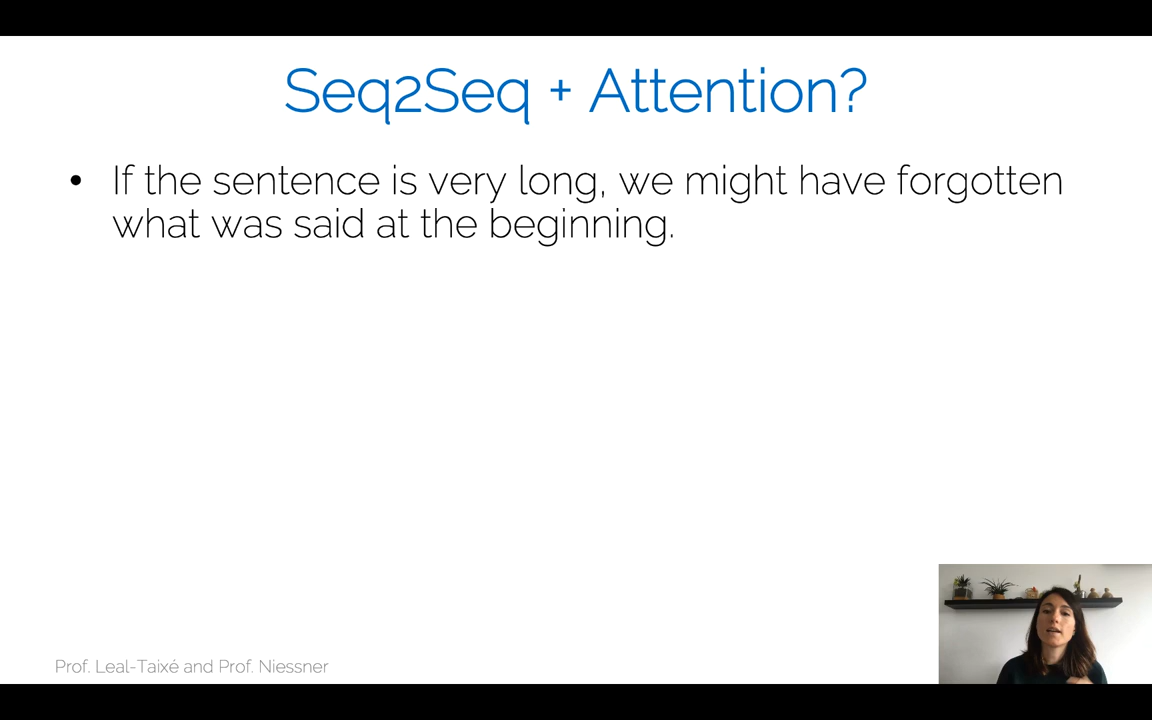 Seq2Seq + Attention?
• If the sentence is very long, we might have forgotten
what was said at the beginning.
Prof. Leal-Taixé and Prof. Niessner